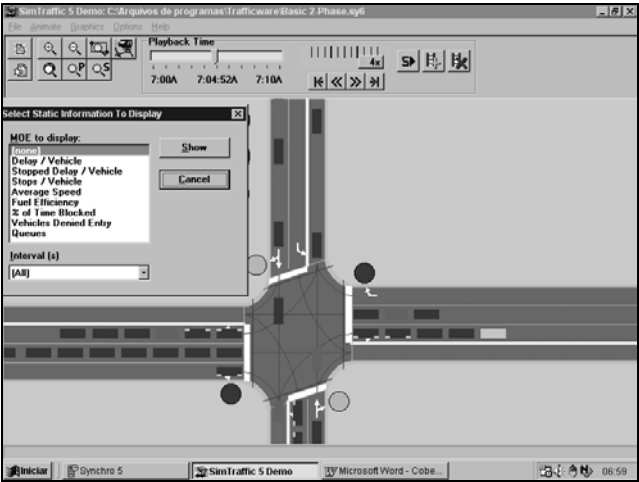 SimTraffic 5 Demo: C:\Arquivos de programas\Trafficware\Basic 2-Phase.sy6
File Animate Graphics Options Help
Playback Time
4x
7:00A 7:04:52A 7:10A
P S
S
Select Static Information To Display
MOE to display:
(none)
Delay / Vehicle
Stopped Delay / Vehicle
Stops / Vehicle
Average Speed
Fuel Efficiency
% of Time Blocked
Vehicles Denied Entry
Queues
Show
Cancel
Interval (s)
(All)
Iniciar Synchro 5 SimTraffic 5 Demo Microsoft Word - Cobe... 06:59